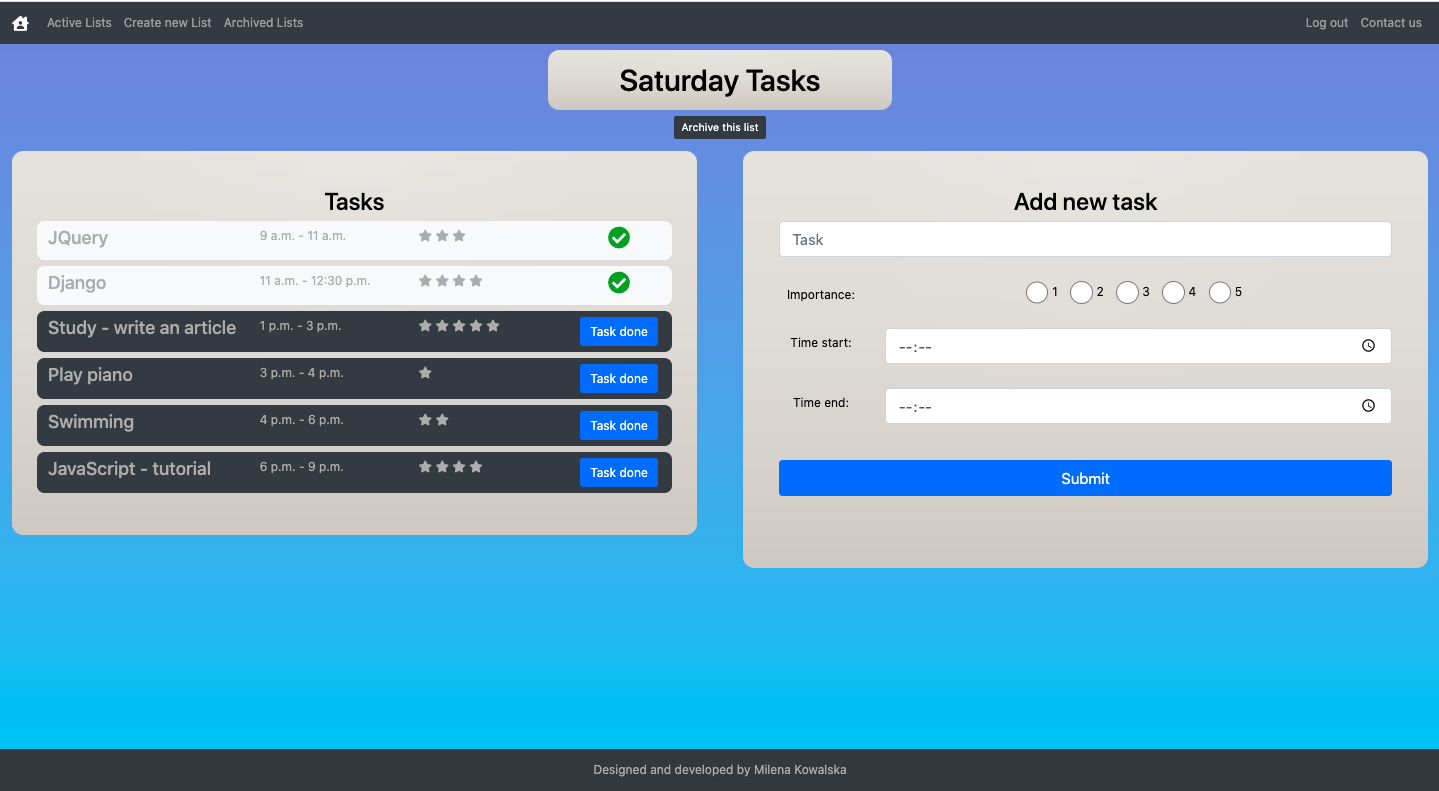 Active Lists Create new List Archived Lists Log out Contact us
Saturday Tasks
Archive this list
Tasks
JQuery 9 a.m. - 11 a.m.
Django 11 a.m. - 12:30 p.m.
Study - write an article 1 p.m. - 3 p.m. Task done
Play piano 3 p.m. - 4 p.m. Task done
Swimming 4 p.m. - 6 p.m. Task done
JavaScript - tutorial 6 p.m. - 9 p.m. Task done
Add new task
Task
Importance: 1 2 3 4 5
Time start: --:--
Time end: --:--
Submit
Designed and developed by Milena Kowalska